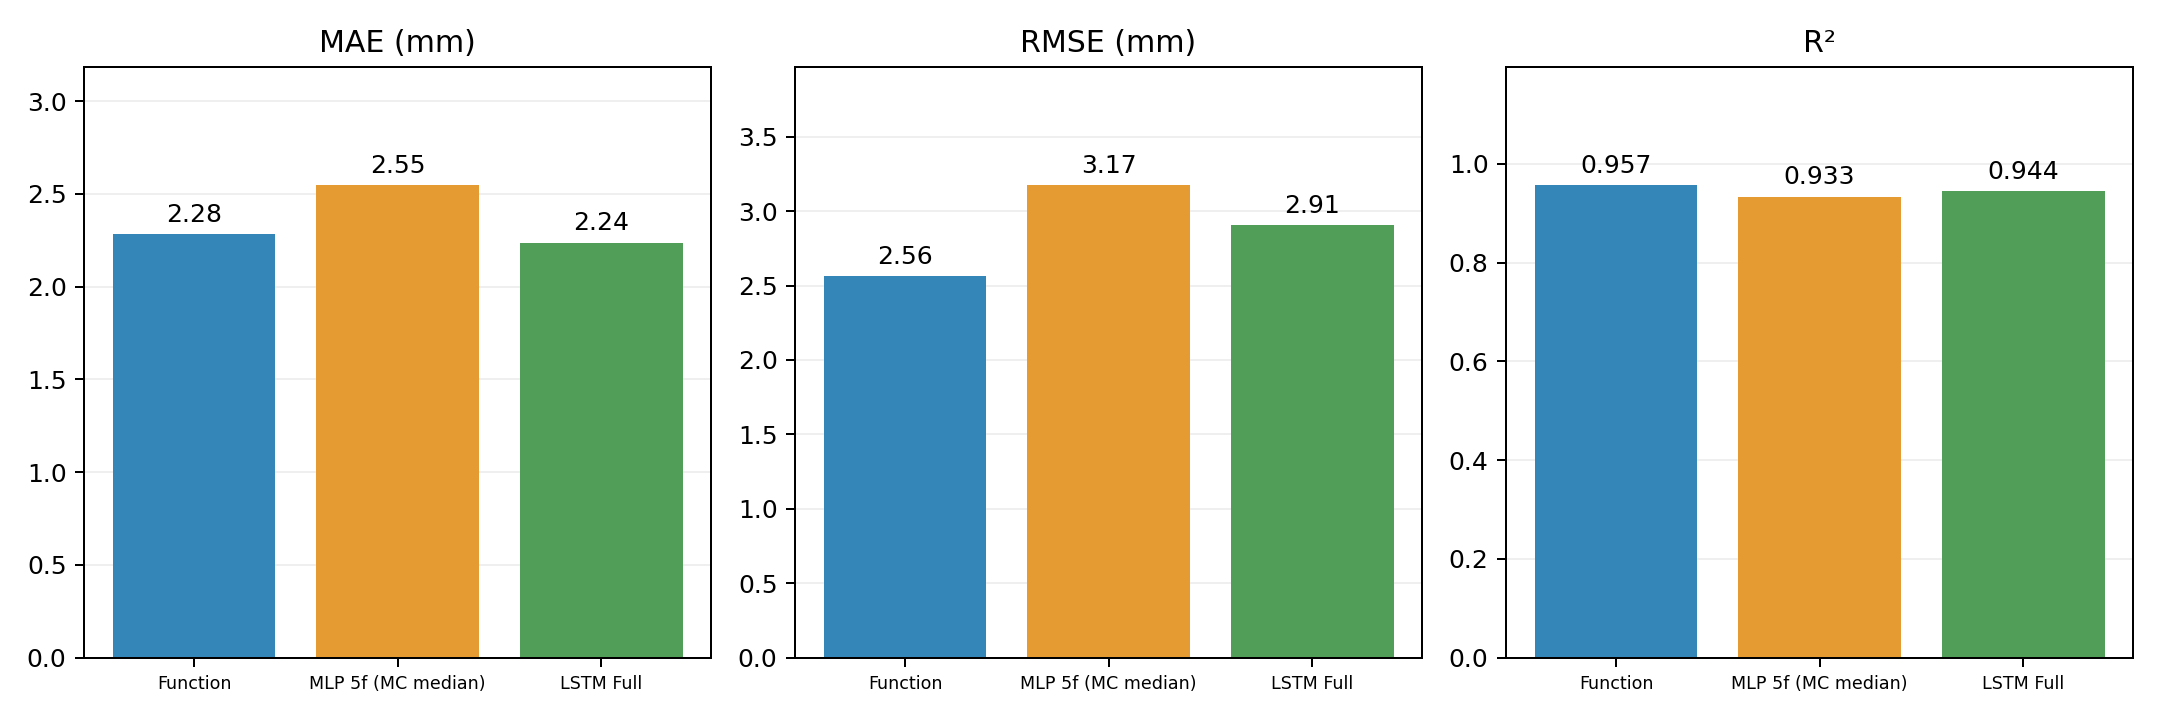 MAE (mm)
3.0
2.5
2.0
1.5
1.0
0.5
0.0
2.28
2.55
2.24
Function
MLP 5f (MC median)
LSTM Full
RMSE (mm)
3.5
3.0
2.5
2.0
1.5
1.0
0.5
0.0
2.56
3.17
2.91
Function
MLP 5f (MC median)
LSTM Full
R²
1.0
0.8
0.6
0.4
0.2
0.0
0.957
0.933
0.944
Function
MLP 5f (MC median)
LSTM Full